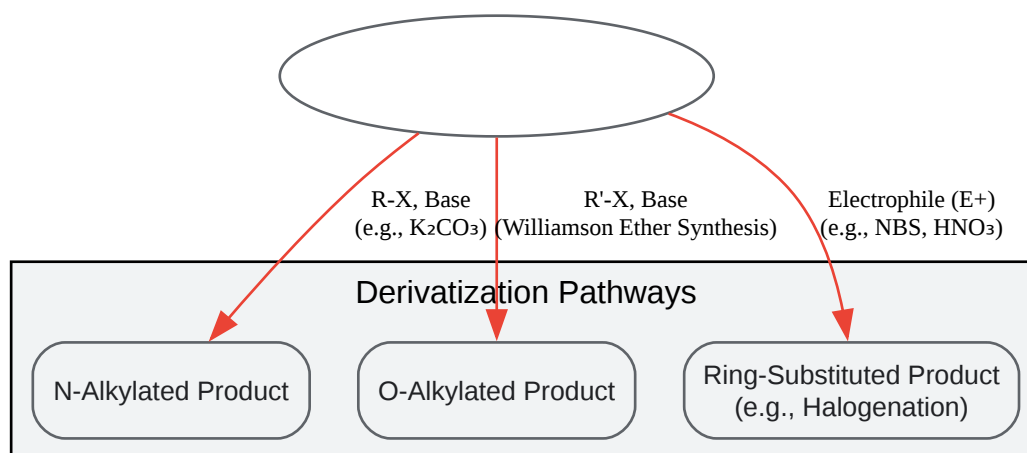 R-X, Base
(e.g., K₂CO₃)
R'-X, Base
(Williamson Ether Synthesis)
Electrophile (E+)
(e.g., NBS, HNO₃)
Derivatization Pathways
N-Alkylated Product
O-Alkylated Product
Ring-Substituted Product
(e.g., Halogenation)